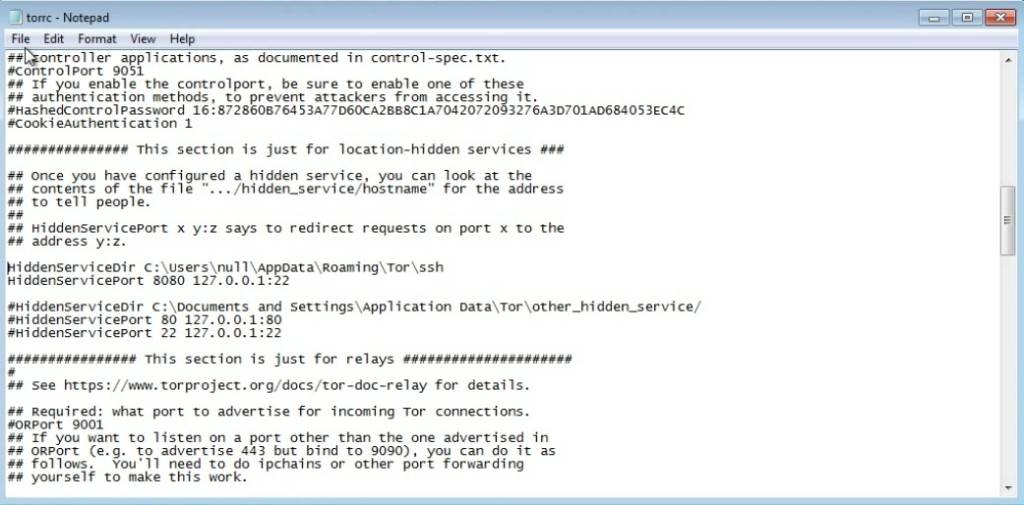 torrc - Notepad
File Edit Format View Help
## controller applications, as documented in control-spec.txt.
#ControlPort 9051
## If you enable the controlport, be sure to enable one of these
## authentication methods, to prevent attackers from accessing it.
#HashedControlPassword 16:872860B76453A77D60CA2BB8C1A7042072093276A3D701AD684053EC4C
#CookieAuthentication 1
############### This section is just for location-hidden services ###
## Once you have configured a hidden service, you can look at the
## contents of the file ".../hidden_service/hostname" for the address
## to tell people.
##
## HiddenServicePort x y:z says to redirect requests on port x to the
## address y:z.
HiddenServiceDir C:\Users\null\AppData\Roaming\Tor\ssh
HiddenServicePort 8080 127.0.0.1:22
#HiddenServiceDir C:\Documents and Settings\Application Data\Tor\other_hidden_service/
#HiddenServicePort 80 127.0.0.1:80
#HiddenServicePort 22 127.0.0.1:22
################ This section is just for relays #####################
#
## See https://www.torproject.org/docs/tor-doc-relay for details.
## Required: what port to advertise for incoming Tor connections.
#ORPort 9001
## If you want to listen on a port other than the one advertised in
## ORPort (e.g. to advertise 443 but bind to 9090), you can do it as
## follows.  You'll need to do ipchains or other port forwarding
## yourself to make this work.